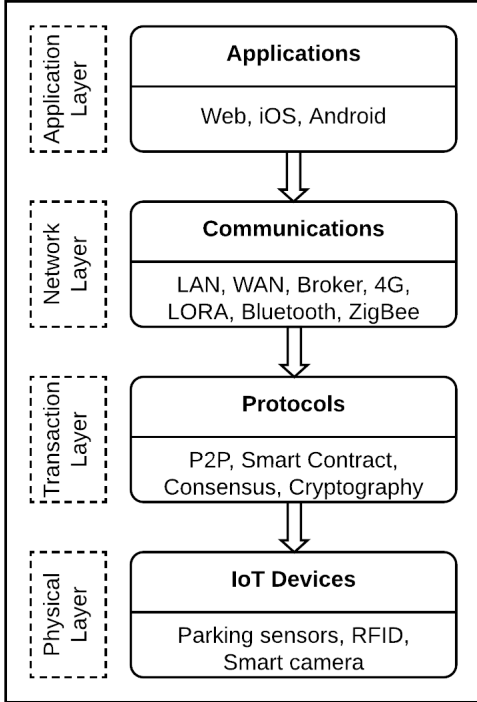 Application
Layer
Applications
Web, iOS, Android
Network
Layer
Communications
LAN, WAN, Broker, 4G,
LORA, Bluetooth, ZigBee
Transaction
Layer
Protocols
P2P, Smart Contract,
Consensus, Cryptography
Physical
Layer
IoT Devices
Parking sensors, RFID,
Smart camera